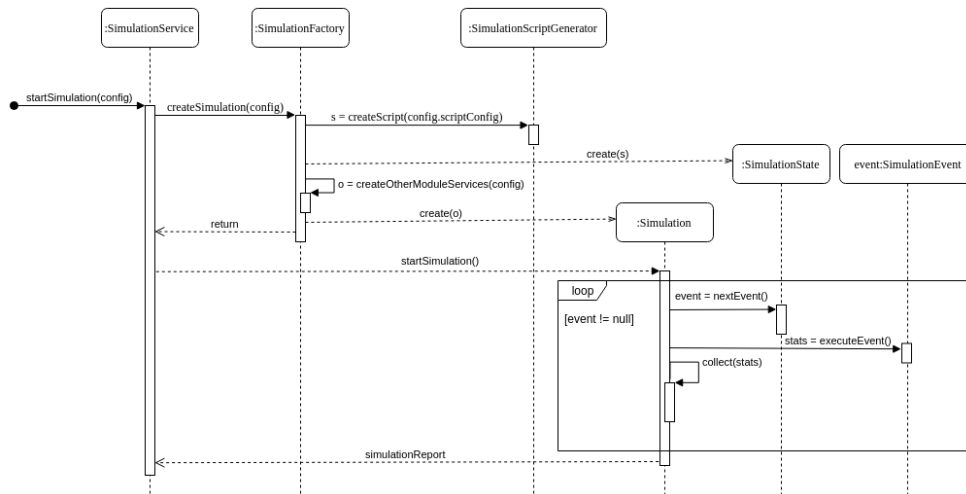 :SimulationService
:SimulationFactory
:SimulationScriptGenerator
startSimulation(config)
createSimulation(config)
s = createScript(config.scriptConfig)
create(s)
:SimulationState
event:SimulationEvent
o = createOtherModuleServices(config)
create(o)
return
:Simulation
startSimulation()
loop
event = nextEvent()
[event != null]
stats = executeEvent()
collect(stats)
simulationReport